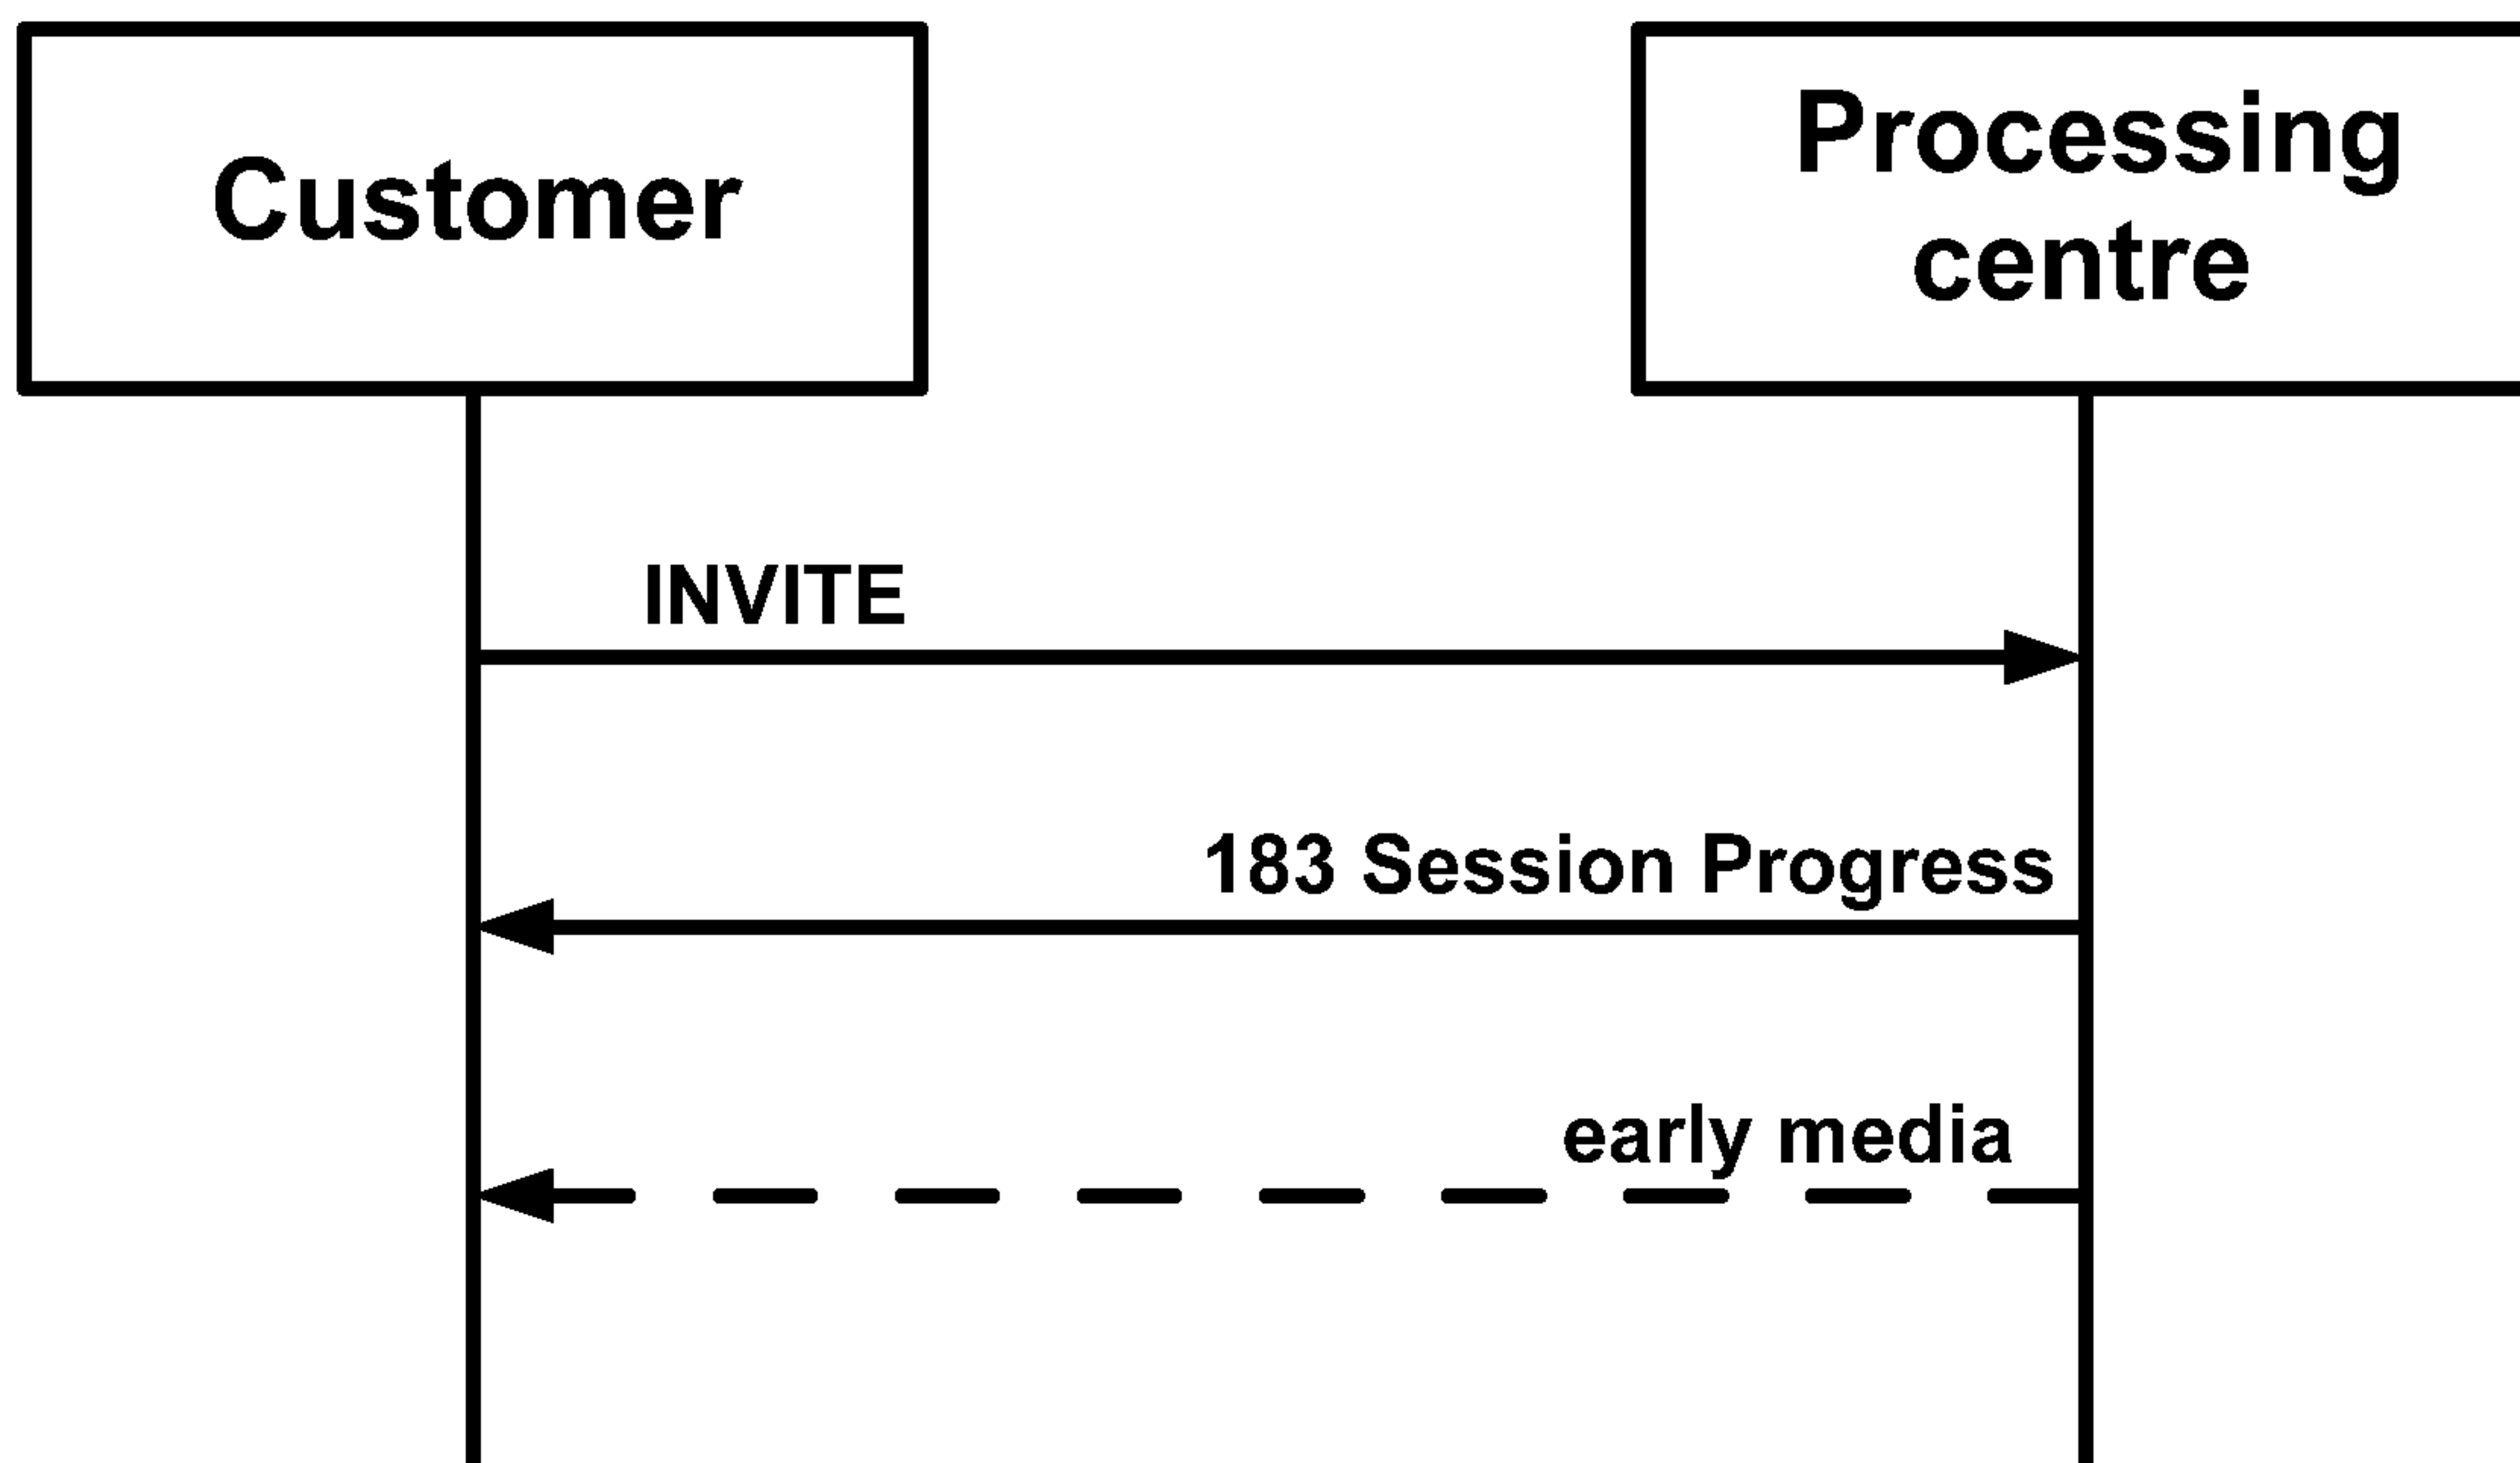 Customer
Processing
centre
INVITE
183 Session Progress
early media